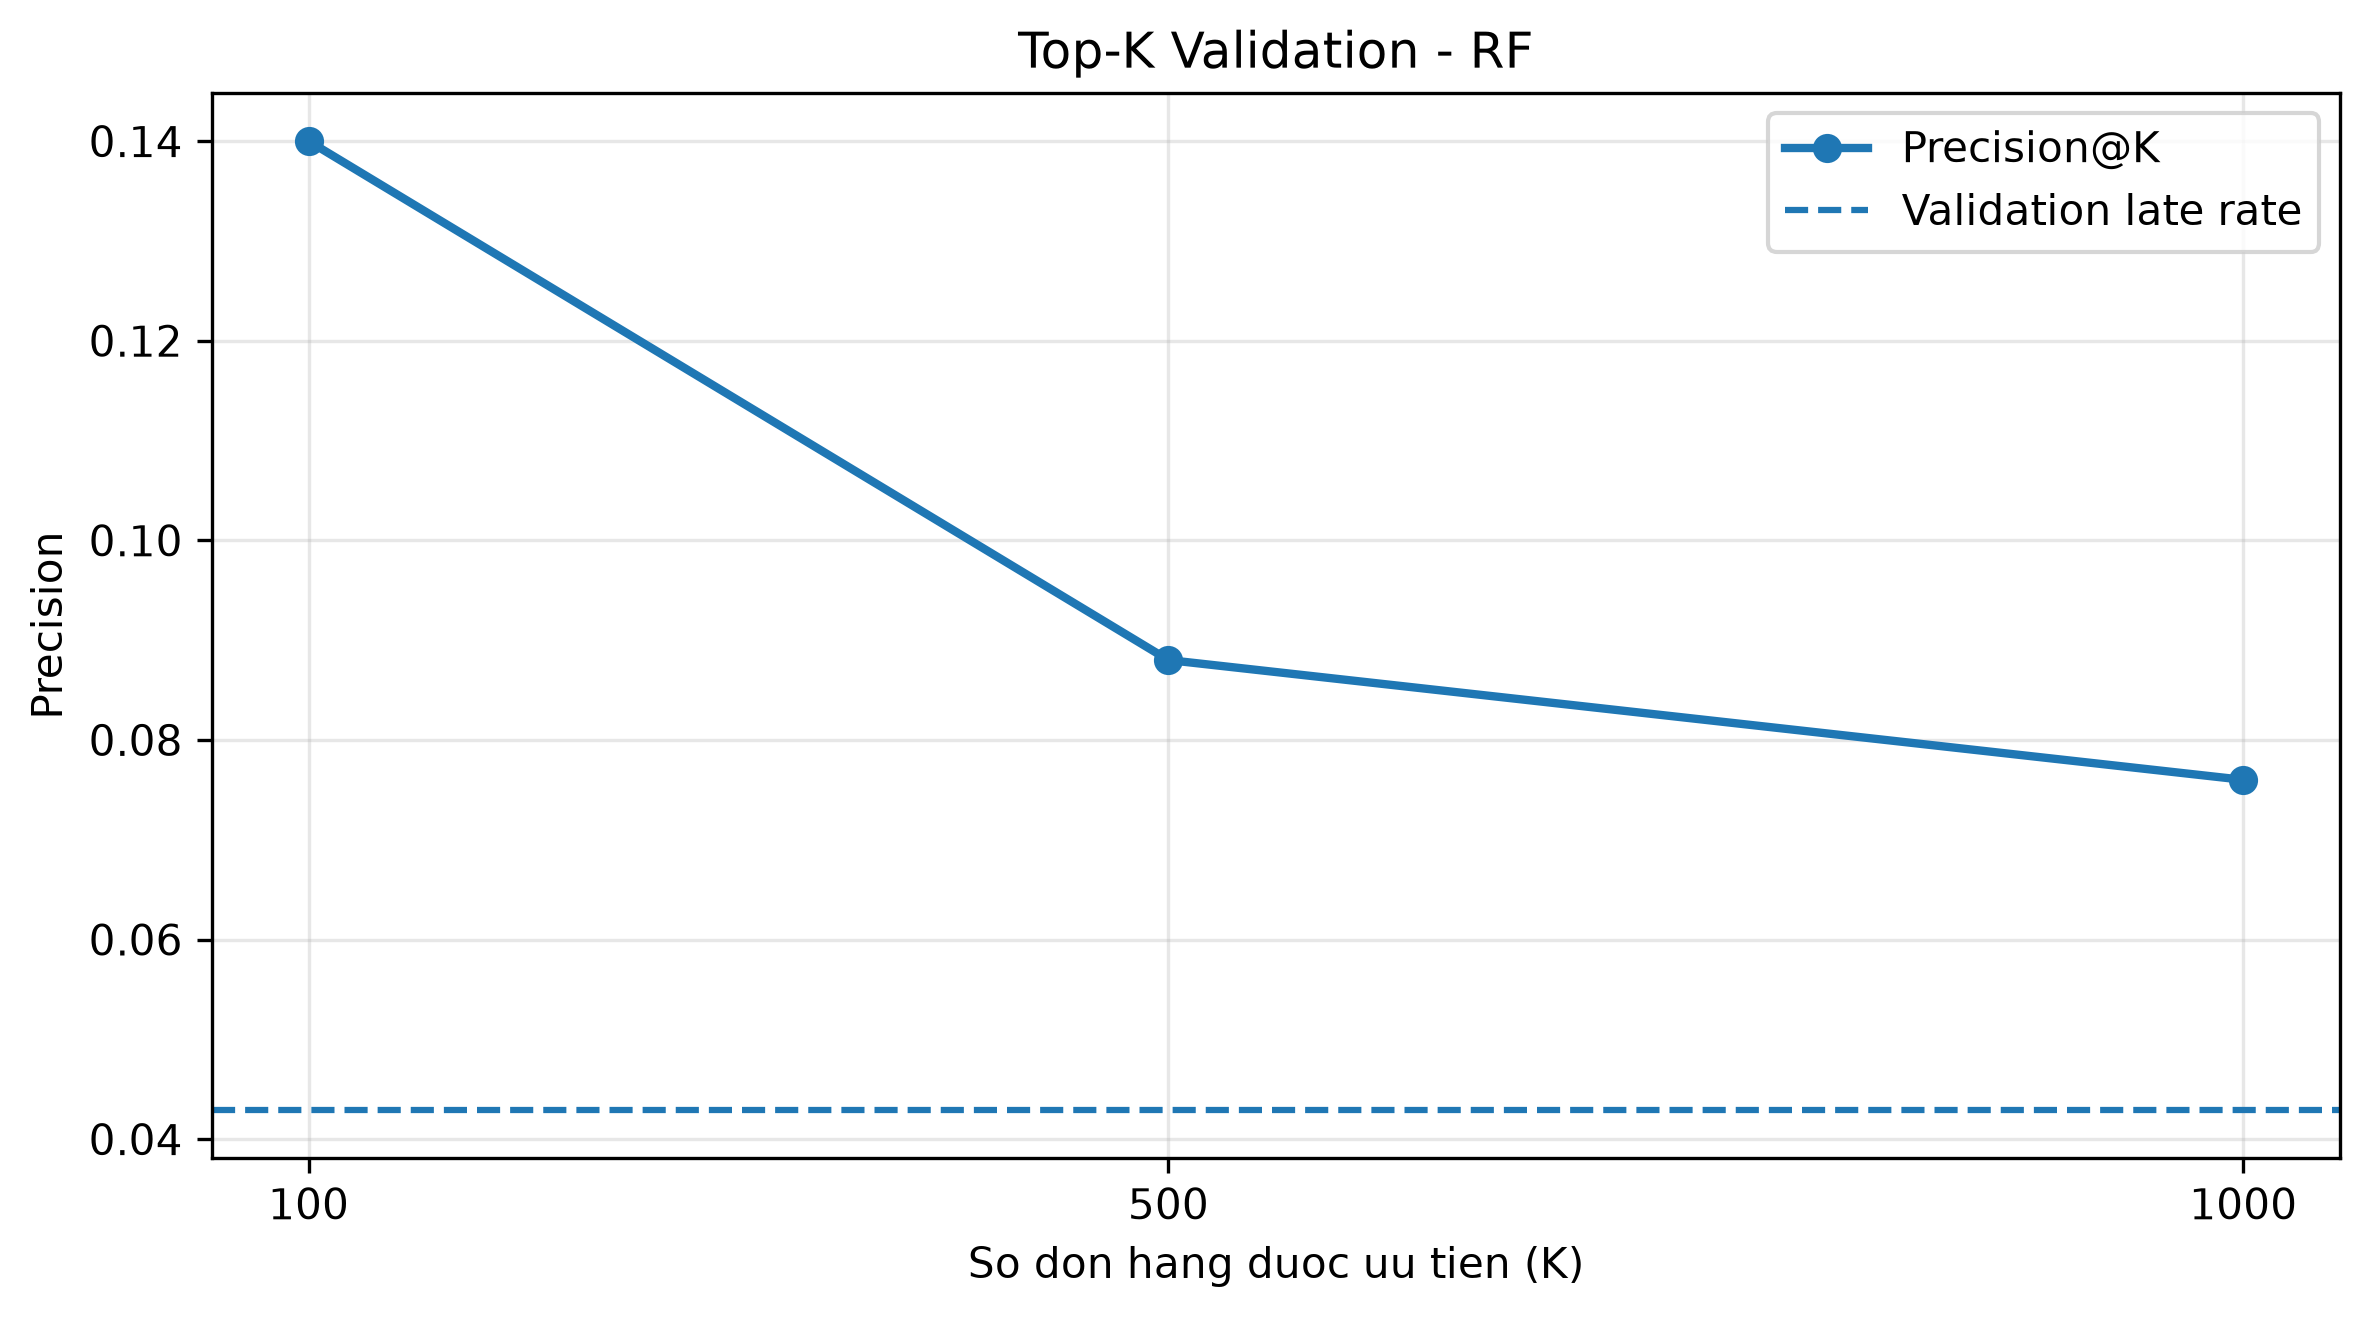 Top-K Validation - RF
Precision@K
Validation late rate
Precision
0.14
0.12
0.10
0.08
0.06
0.04
100 500 1000
So don hang duoc uu tien (K)